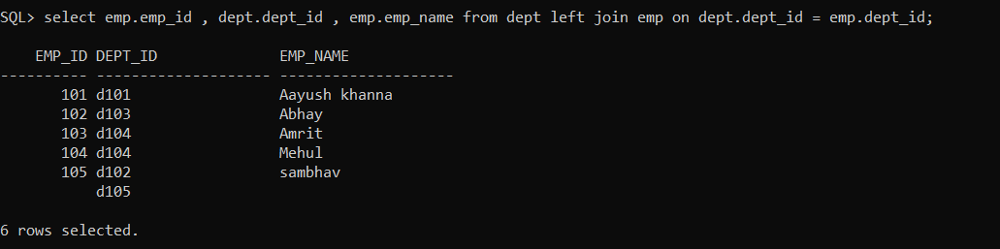 SQL> select emp.emp_id , dept.dept_id , emp.emp_name from dept left join emp on dept.dept_id = emp.dept_id;
    EMP_ID DEPT_ID              EMP_NAME
---------- -------------------- --------------------
       101 d101                 Aayush khanna
       102 d103                 Abhay
       103 d104                 Amrit
       104 d104                 Mehul
       105 d102                 sambhav
           d105
6 rows selected.